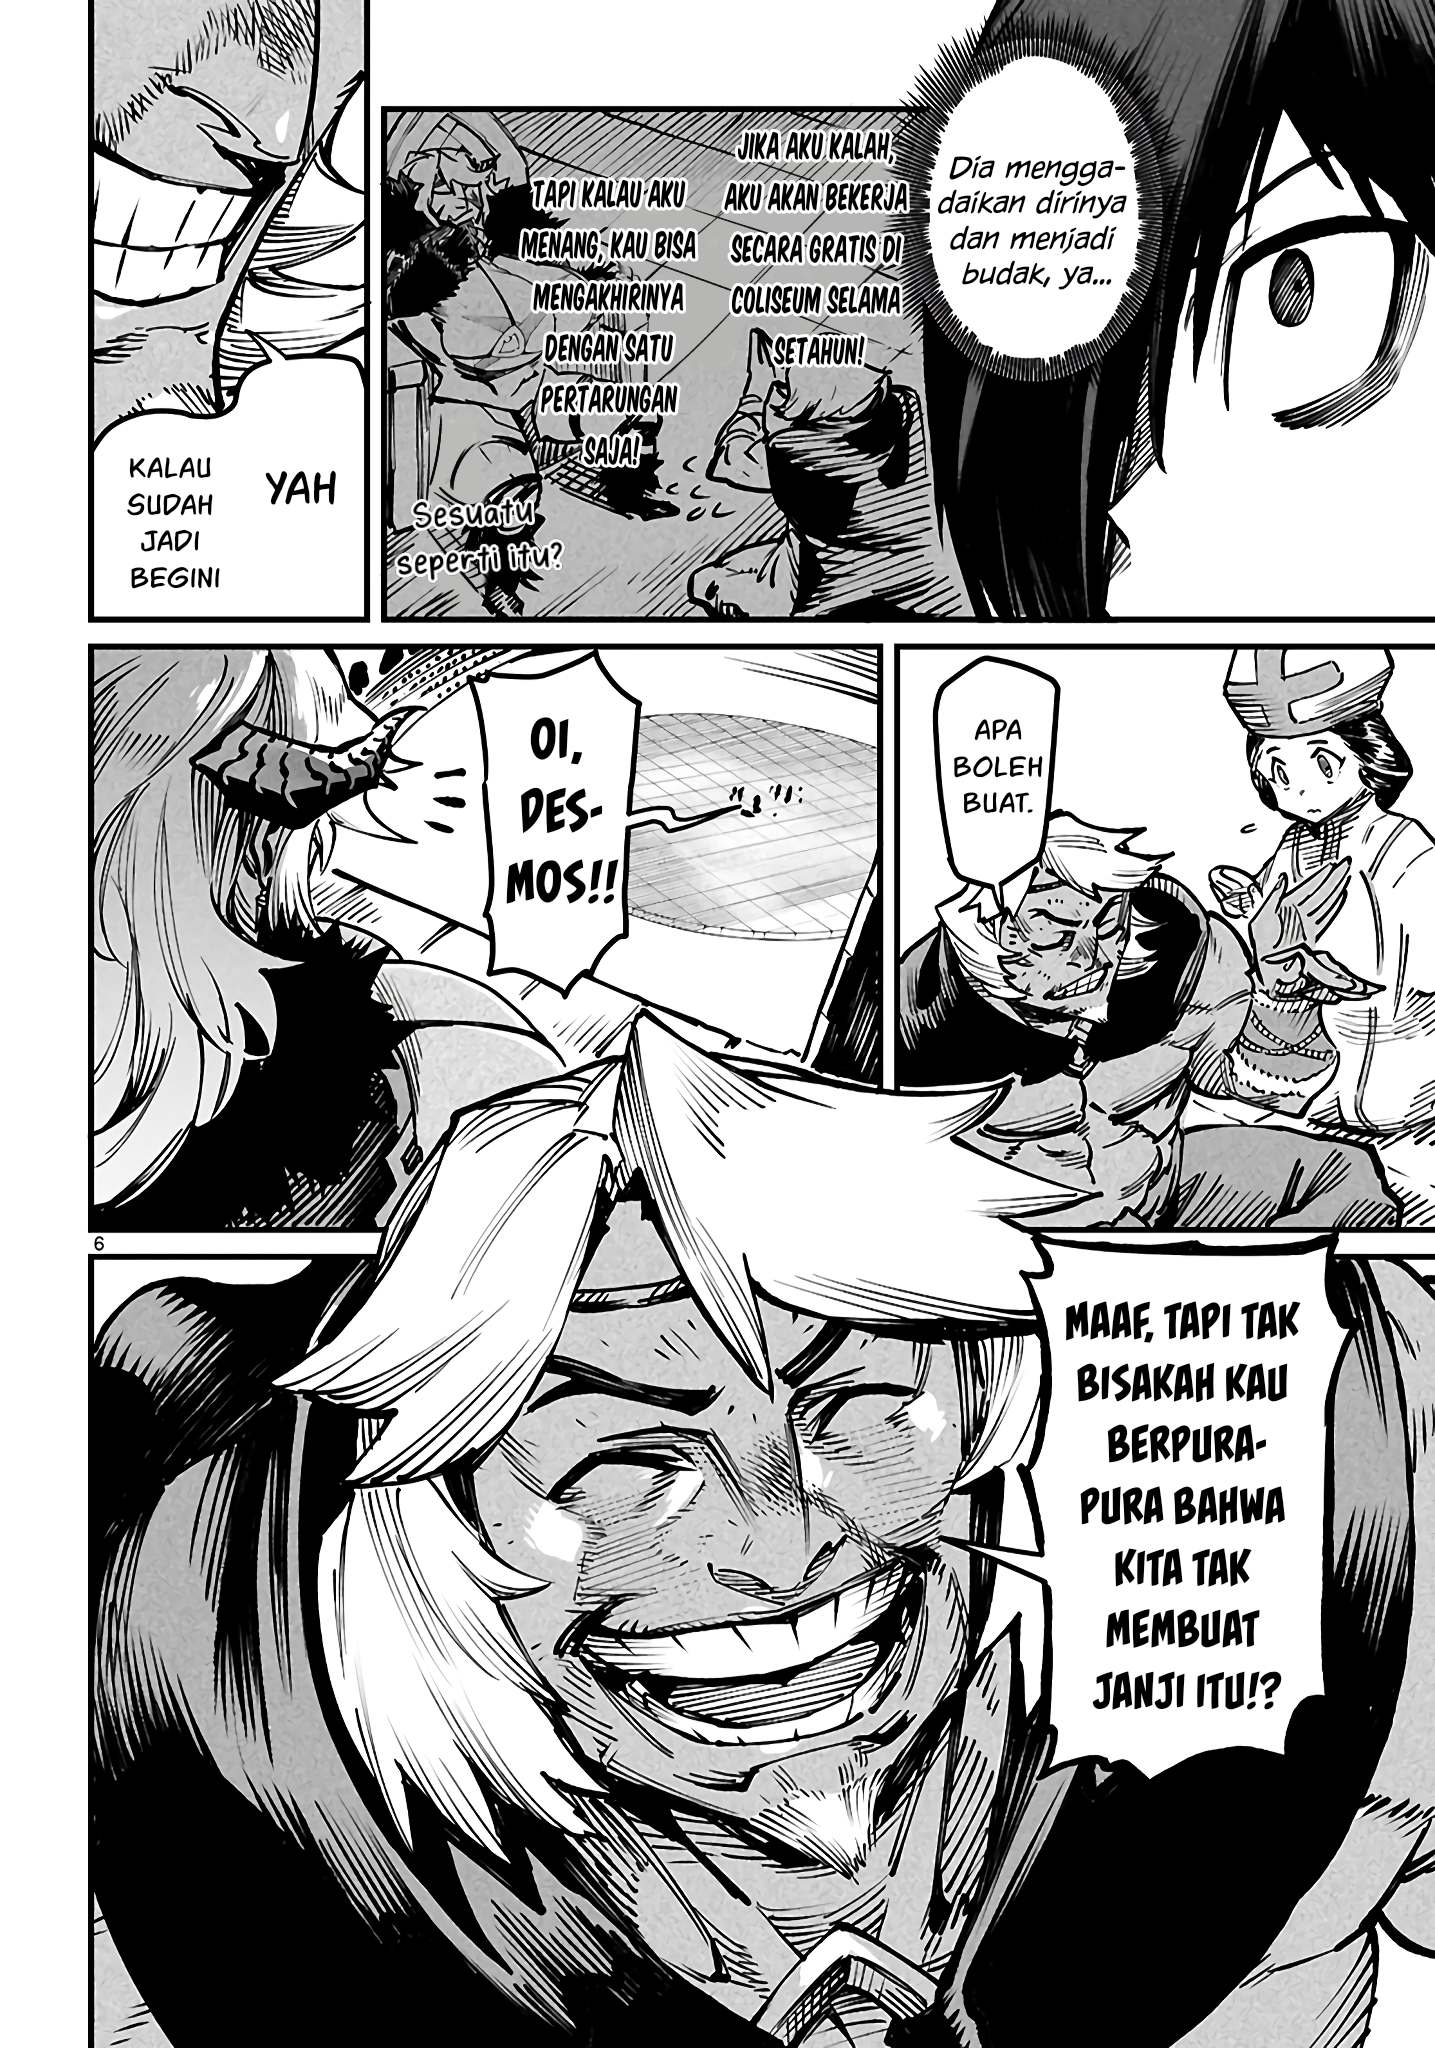 Dia mengga-
daikan dirinya
dan menjadi
budak, ya...
JIKA AKU KALAH,
AKU AKAN BEKERJA
SECARA GRATIS DI
COLISEUM SELAMA
SETAHUN!
TAPI KALAU AKU
MENANG, KAU BISA
MENGAKHIRINYA
DENGAN SATU
PERTARUNGAN
SAJA!
Sesuatu
seperti itu?
YAH
KALAU
SUDAH
JADI
BEGINI
APA
BOLEH
BUAT.
OI,
DES-
MOS!!
6
MAAF, TAPI TAK
BISAKAH KAU
BERPURA-
PURA BAHWA
KITA TAK
MEMBUAT
JANJI ITU!?